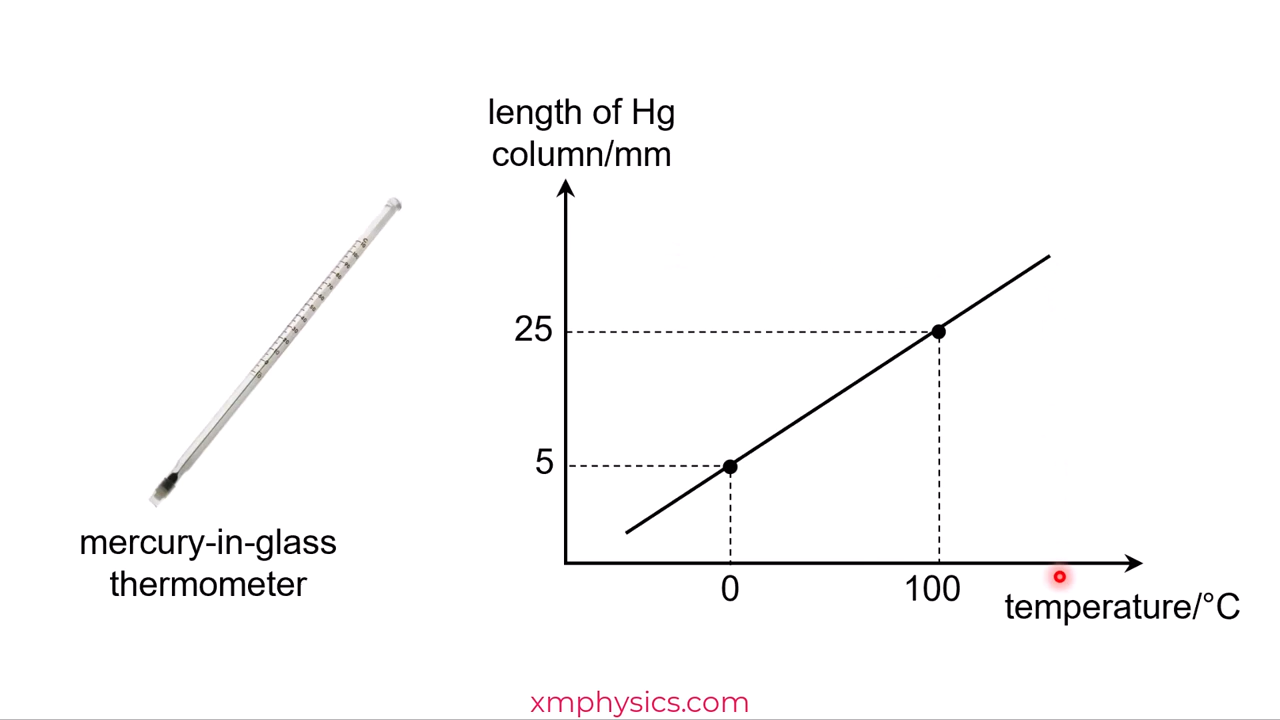 length of Hg
column/mm
25
5
0
100
temperature/°C
mercury-in-glass
thermometer
xmphysics.com